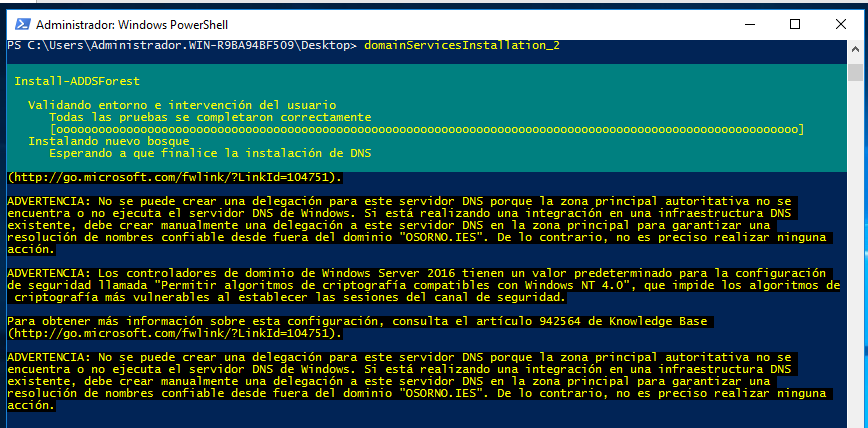 Administrador: Windows PowerShell
PS C:\Users\Administrador.WIN-R9BA94BF5O9\Desktop> domainServicesInstallation_2
Install-ADDSForest
Validando entorno e intervención del usuario
Todas las pruebas se completaron correctamente
[oooooooooooooooooooooooooooooooooooooooooooooooooooooooooooooooooooooooooooooooooooooooooooooooooooooooooo]
Instalando nuevo bosque
Esperando a que finalice la instalación de DNS
(http://go.microsoft.com/fwlink/?LinkId=104751).
ADVERTENCIA: No se puede crear una delegación para este servidor DNS porque la zona principal autoritativa no se
encuentra o no ejecuta el servidor DNS de Windows. Si está realizando una integración en una infraestructura DNS
existente, debe crear manualmente una delegación a este servidor DNS en la zona principal para garantizar una
resolución de nombres confiable desde fuera del dominio "OSORNO.IES". De lo contrario, no es preciso realizar ninguna
acción.
ADVERTENCIA: Los controladores de dominio de Windows Server 2016 tienen un valor predeterminado para la configuración
de seguridad llamada "Permitir algoritmos de criptografía compatibles con Windows NT 4.0", que impide los algoritmos de
criptografía más vulnerables al establecer las sesiones del canal de seguridad.
Para obtener más información sobre esta configuración, consulta el artículo 942564 de Knowledge Base
(http://go.microsoft.com/fwlink/?LinkId=104751).
ADVERTENCIA: No se puede crear una delegación para este servidor DNS porque la zona principal autoritativa no se
encuentra o no ejecuta el servidor DNS de Windows. Si está realizando una integración en una infraestructura DNS
existente, debe crear manualmente una delegación a este servidor DNS en la zona principal para garantizar una
resolución de nombres confiable desde fuera del dominio "OSORNO.IES". De lo contrario, no es preciso realizar ninguna
acción.